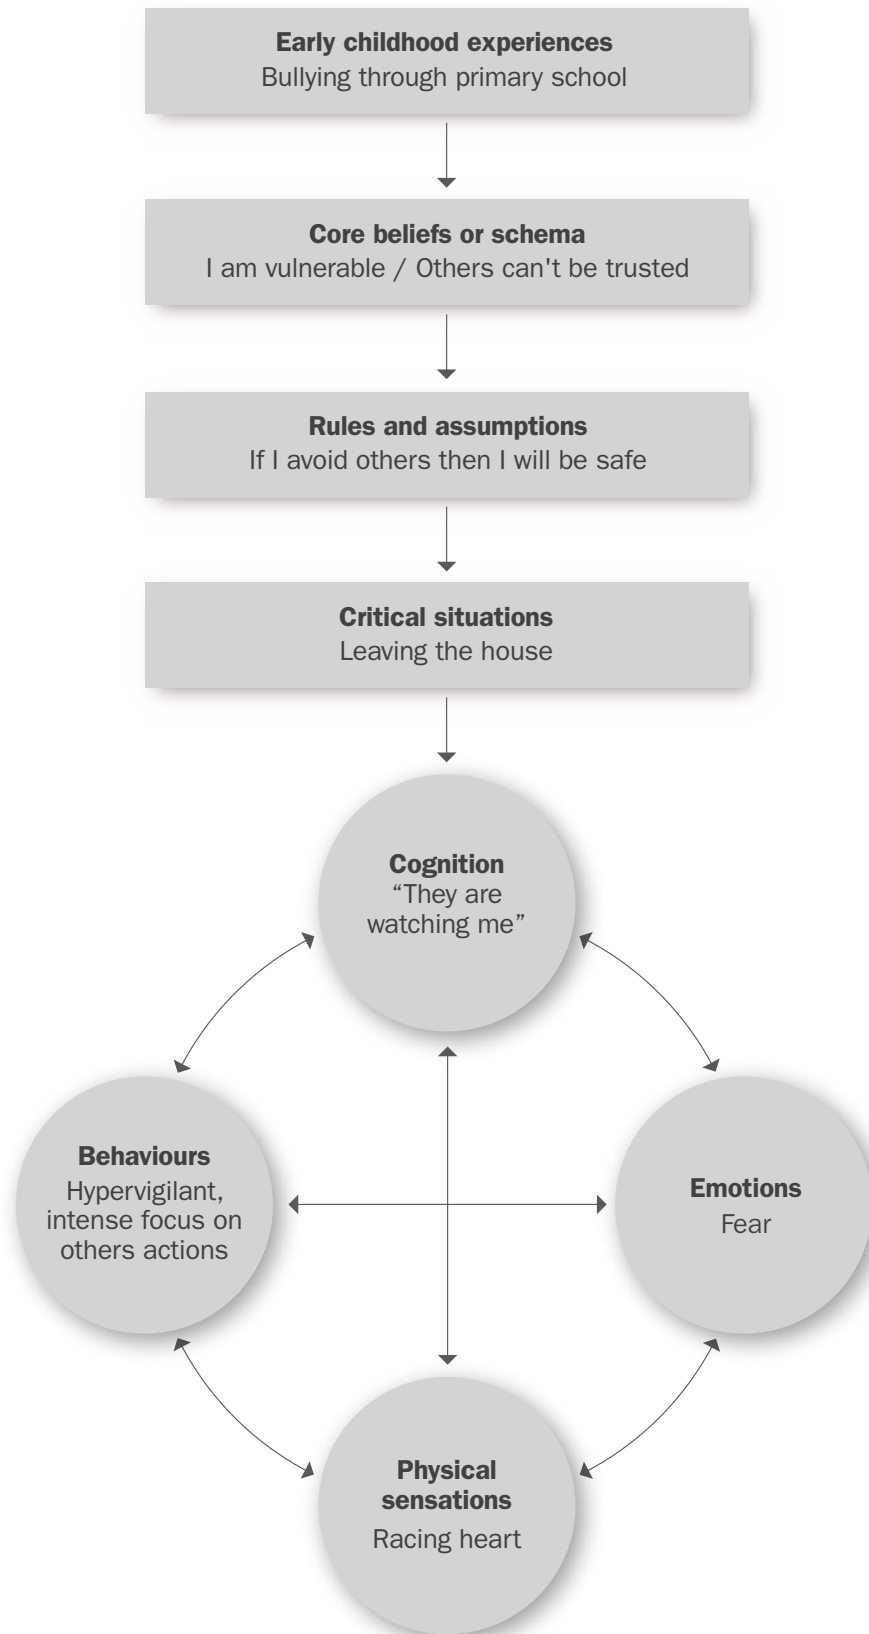 Early childhood experiences
Bullying through primary school
Core beliefs or schema
I am vulnerable / Others can't be trusted
Rules and assumptions
If I avoid others then I will be safe
Critical situations
Leaving the house
Cognition
“They are
watching me”
Behaviours
Hypervigilant,
intense focus on
others actions
Emotions
Fear
Physical
sensations
Racing heart